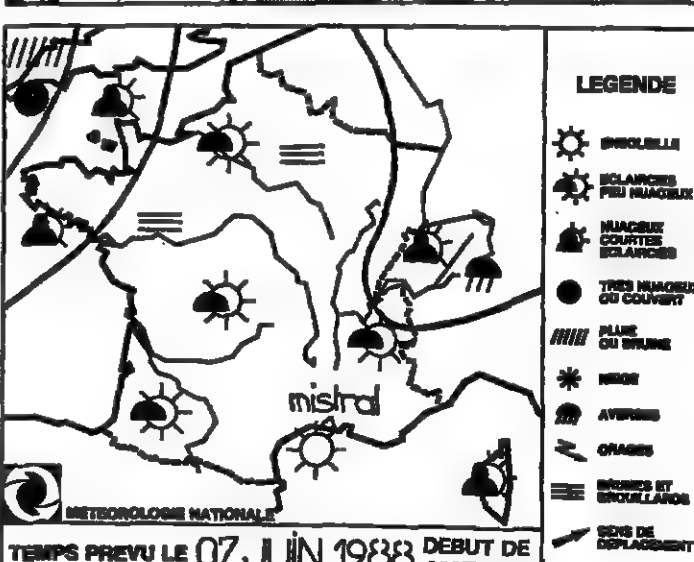 LEGENDE
ENSOLEILLE
ECLAIRCIES
PEU NUAGEUX
NUAGEUX
COURTES
ECLAIRCIES
TRES NUAGEUX
OU COUVERT
PLUIE
OU BRUME
NEIGE
AVERSES
ORAGES
BRUMES ET
BROUILLARDS
SENS DE
DEPLACEMENT
mistral
METEOROLOGIE NATIONALE
TEMPS PREVU LE 07 JUIN 1988 DEBUT DE